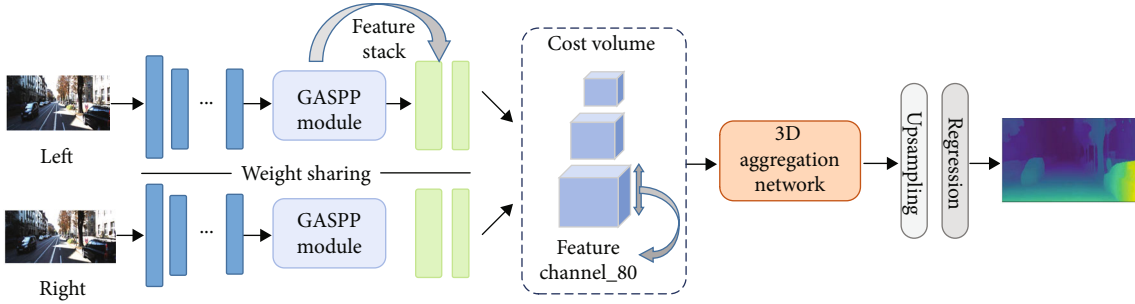 Feature
stack
...
GASPP
module
Left
Weight sharing
...
GASPP
module
Right
Cost volume
Feature
channel_80
3D
aggregation
network
Upsampling
Regression